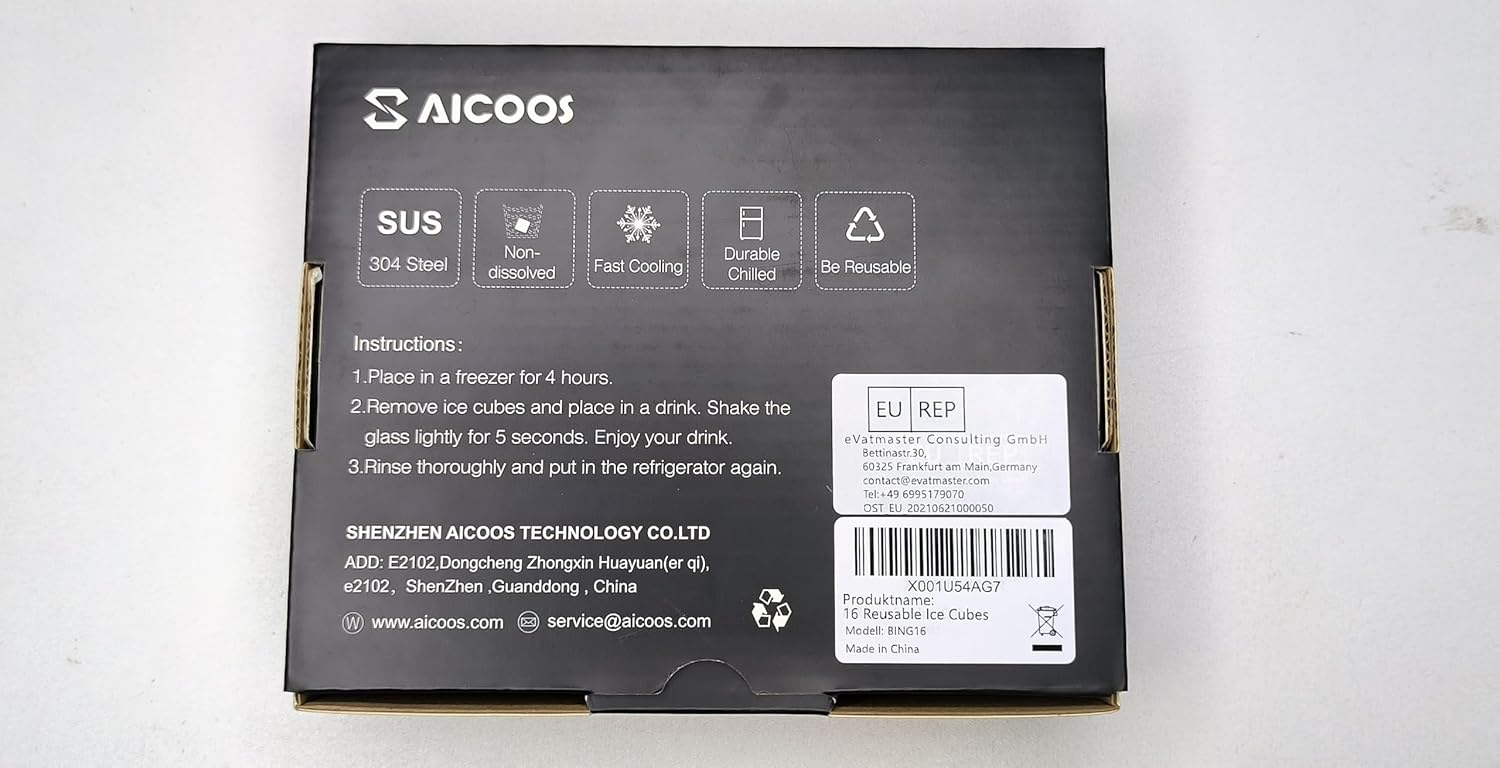 AICOOS
SUS
304 Steel
Non-
dissolved
Fast Cooling
Durable
Chilled
Be Reusable
Instructions:
1.Place in a freezer for 4 hours.
2.Remove ice cubes and place in a drink. Shake the
glass lightly for 5 seconds. Enjoy your drink.
3.Rinse thoroughly and put in the refrigerator again.
SHENZHEN AICOOS TECHNOLOGY CO.LTD
ADD: E2102,Dongcheng Zhongxin Huayuan(er qi),
e2102, ShenZhen ,Guanddong , China
W www.aicoos.com service@aicoos.com
EU REP
eVatmaster Consulting GmbH
Bettinastr.30,
60325 Frankfurt am Main,Germany
contact@evatmaster.com
Tel:+49 6995179070
OST EU 20210621000050
X001U54AG7
Produktname:
16 Reusable Ice Cubes
Modell: BING16
Made in China